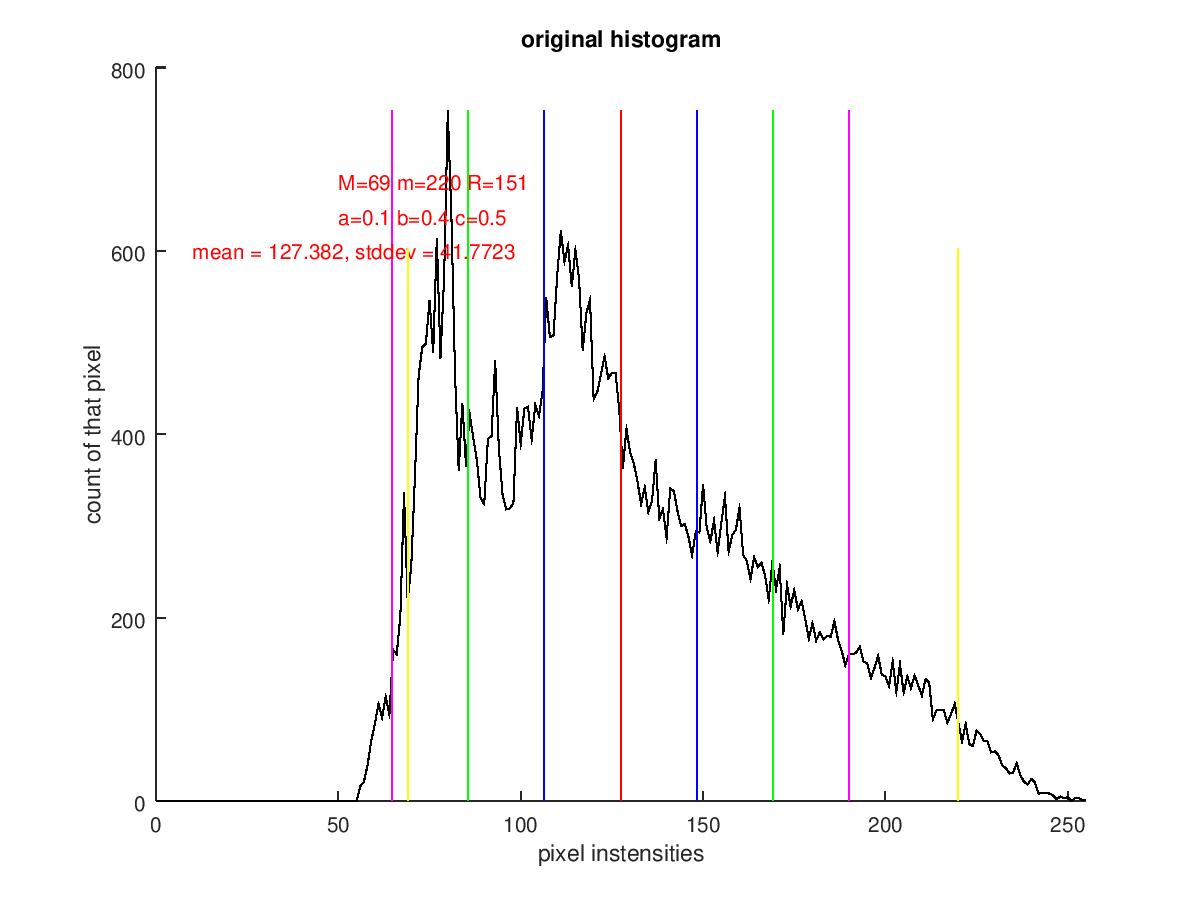 original histogram
800
600
400
200
0
count of that pixel
M=69 m=220 R=151
a=0.1 b=0.4 c=0.5
mean = 127.382, stddev = 41.7723
0 50 100 150 200 250
pixel instensities